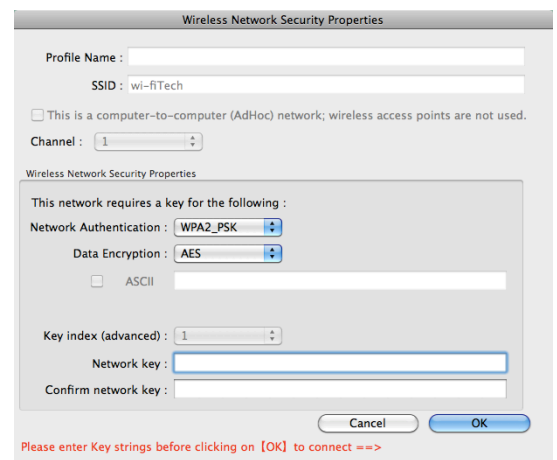 Wireless Network Security Properties
Profile Name :
SSID : wi-fiTech
This is a computer-to-computer (AdHoc) network; wireless access points are not used.
Channel : 1
Wireless Network Security Properties
This network requires a key for the following :
Network Authentication : WPA2_PSK
Data Encryption : AES
ASCII
Key index (advanced) : 1
Network key :
Confirm network key :
Cancel OK
Please enter Key strings before clicking on【OK】to connect ==>